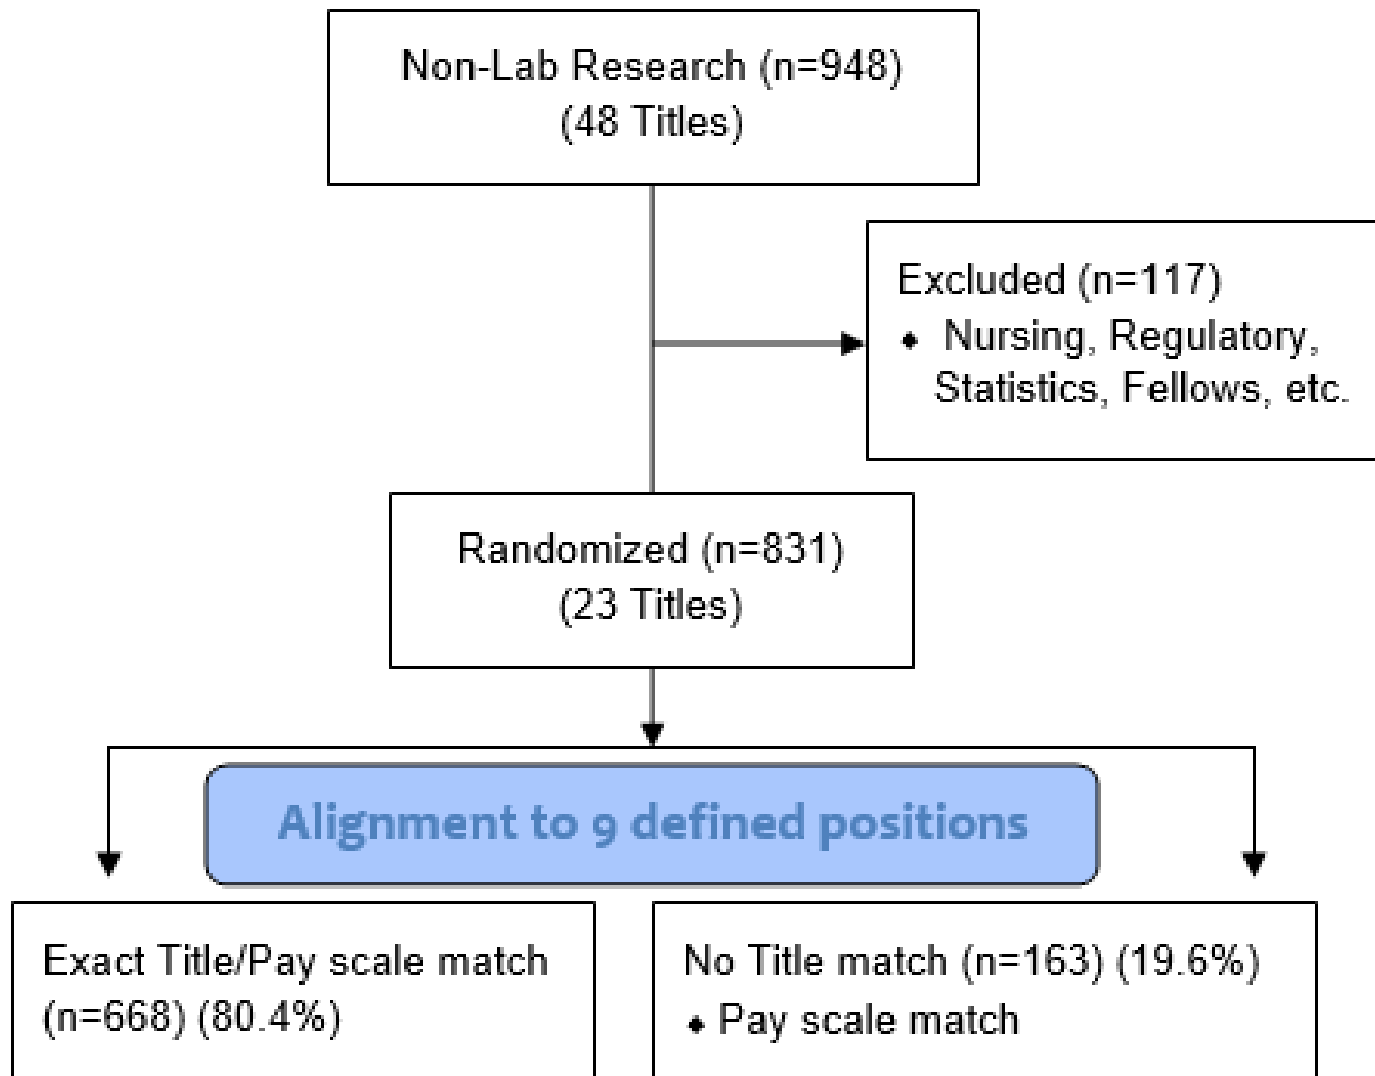 Non-Lab Research (n=948)
(48 Titles)
Excluded (n=117)
♦ Nursing, Regulatory,
Statistics, Fellows, etc.
Randomized (n=831)
(23 Titles)
Alignment to 9 defined positions
Exact Title/Pay scale match
(n=668) (80.4%)
No Title match (n=163) (19.6%)
♦ Pay scale match